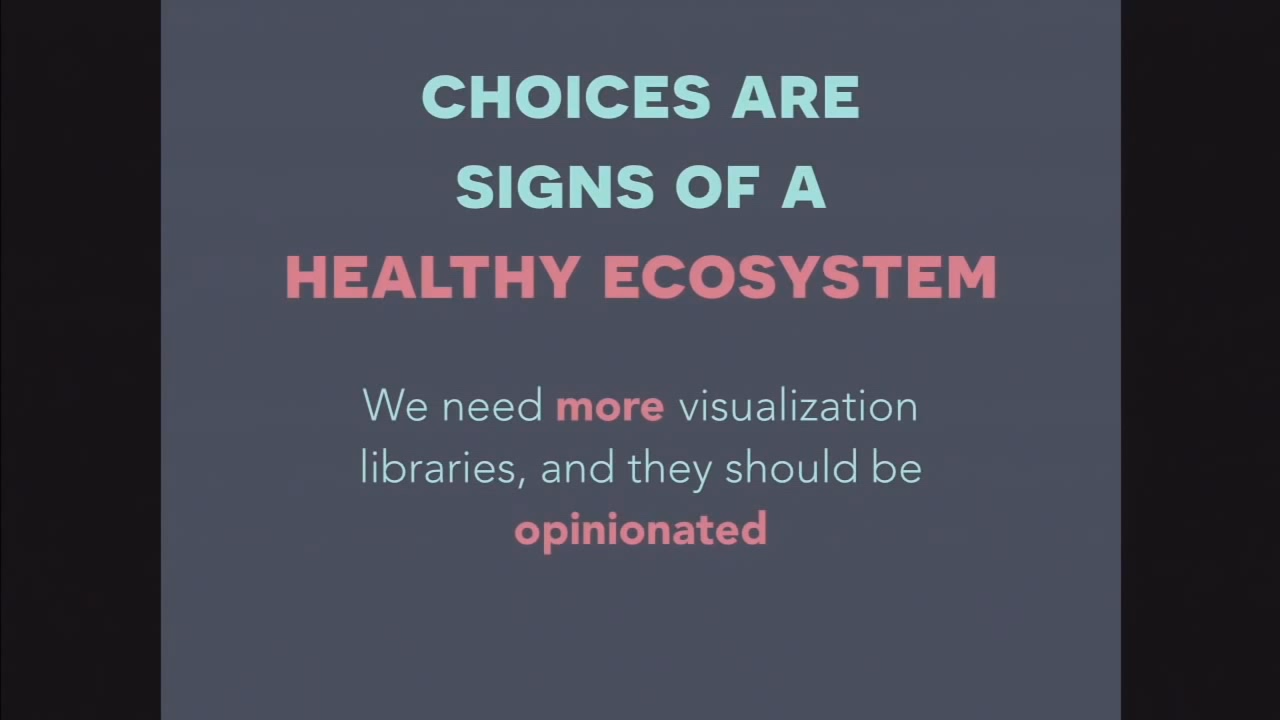 CHOICES ARE
SIGNS OF A
HEALTHY ECOSYSTEM
We need more visualization
libraries, and they should be
opinionated